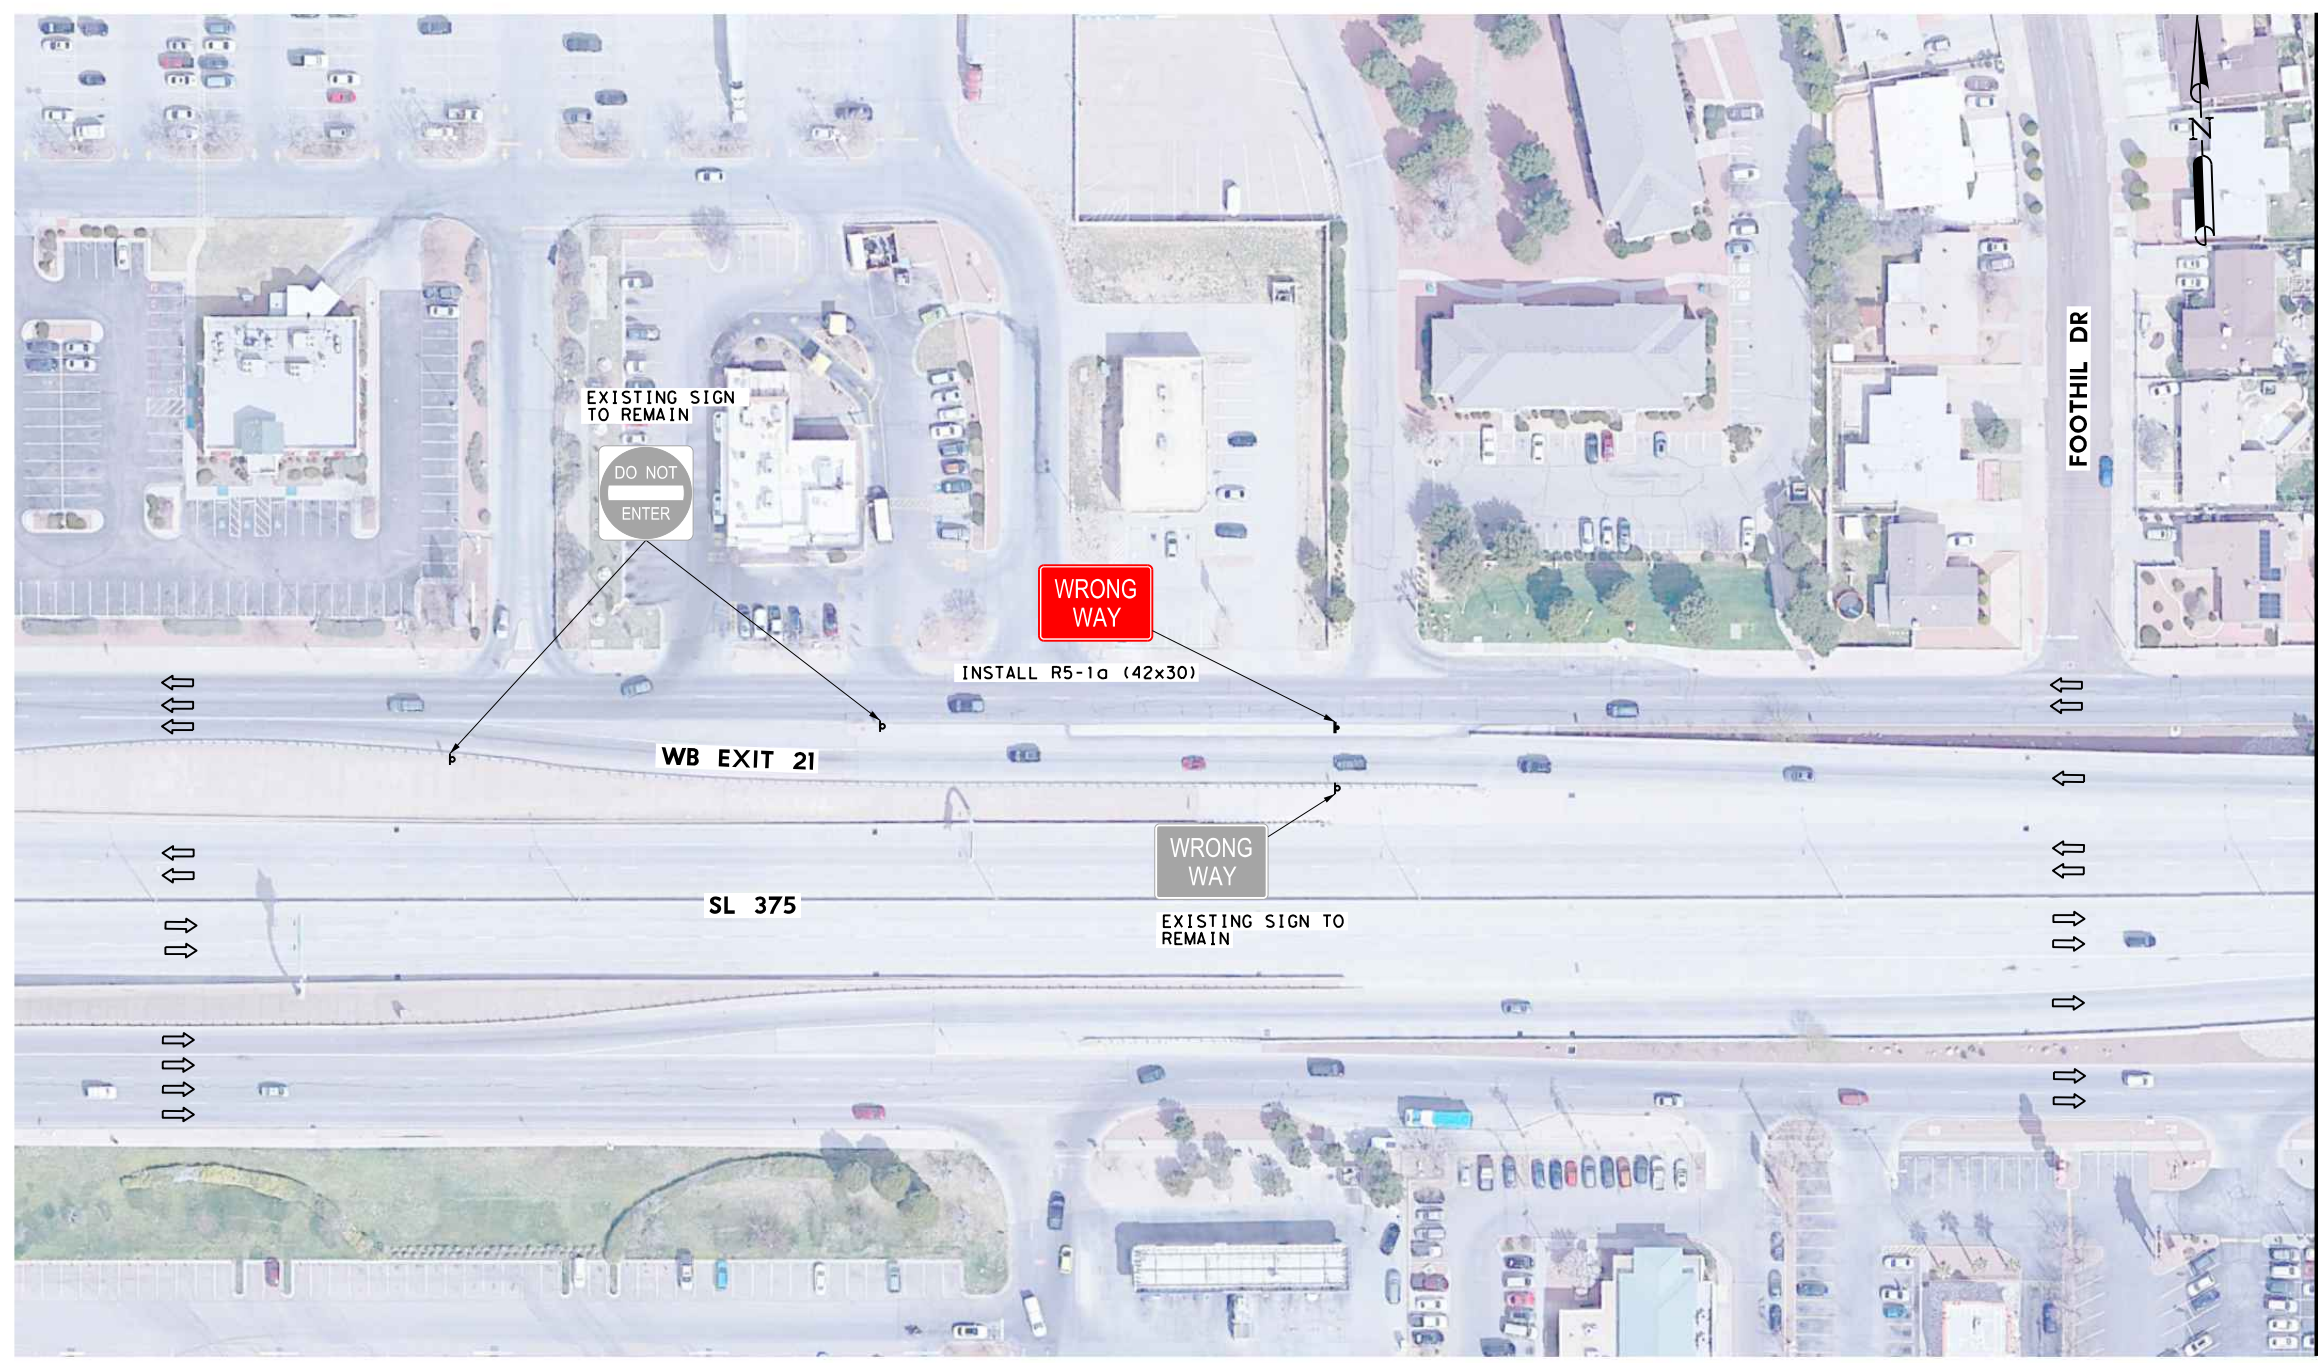 N
FOOTHIL DR
EXISTING SIGN
TO REMAIN
DO NOT
ENTER
WRONG
WAY
INSTALL R5-1a (42x30)
WB EXIT 21
WRONG
WAY
SL 375
EXISTING SIGN TO
REMAIN